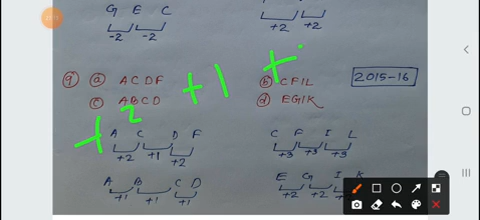 G E C
-2 -2
+2 +2
9) a) ACDF
b) CFIL
2015-16
c) ABCD
d) EGIK
+1 +
+2
A C D F
+2 +1 +2
C F I L
+3 +3 +3
A B C D
+1 +1 +1
E G I K
+2 +2